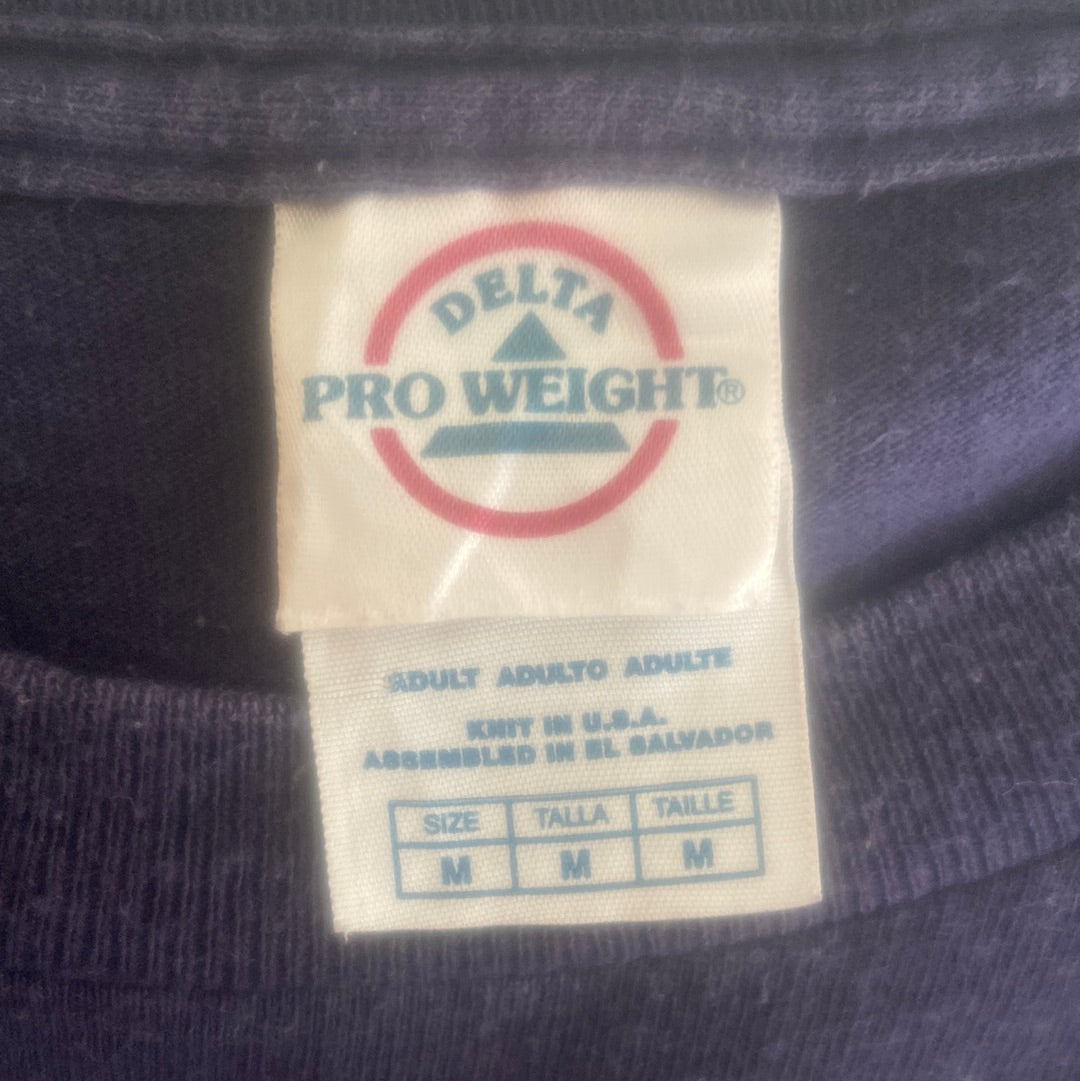 DELTA
PRO WEIGHT®
ADULT ADULTO ADULTE
KNIT IN U.S.A.
ASSEMBLED IN EL SALVADOR
SIZE TALLA TAILLE
M M M